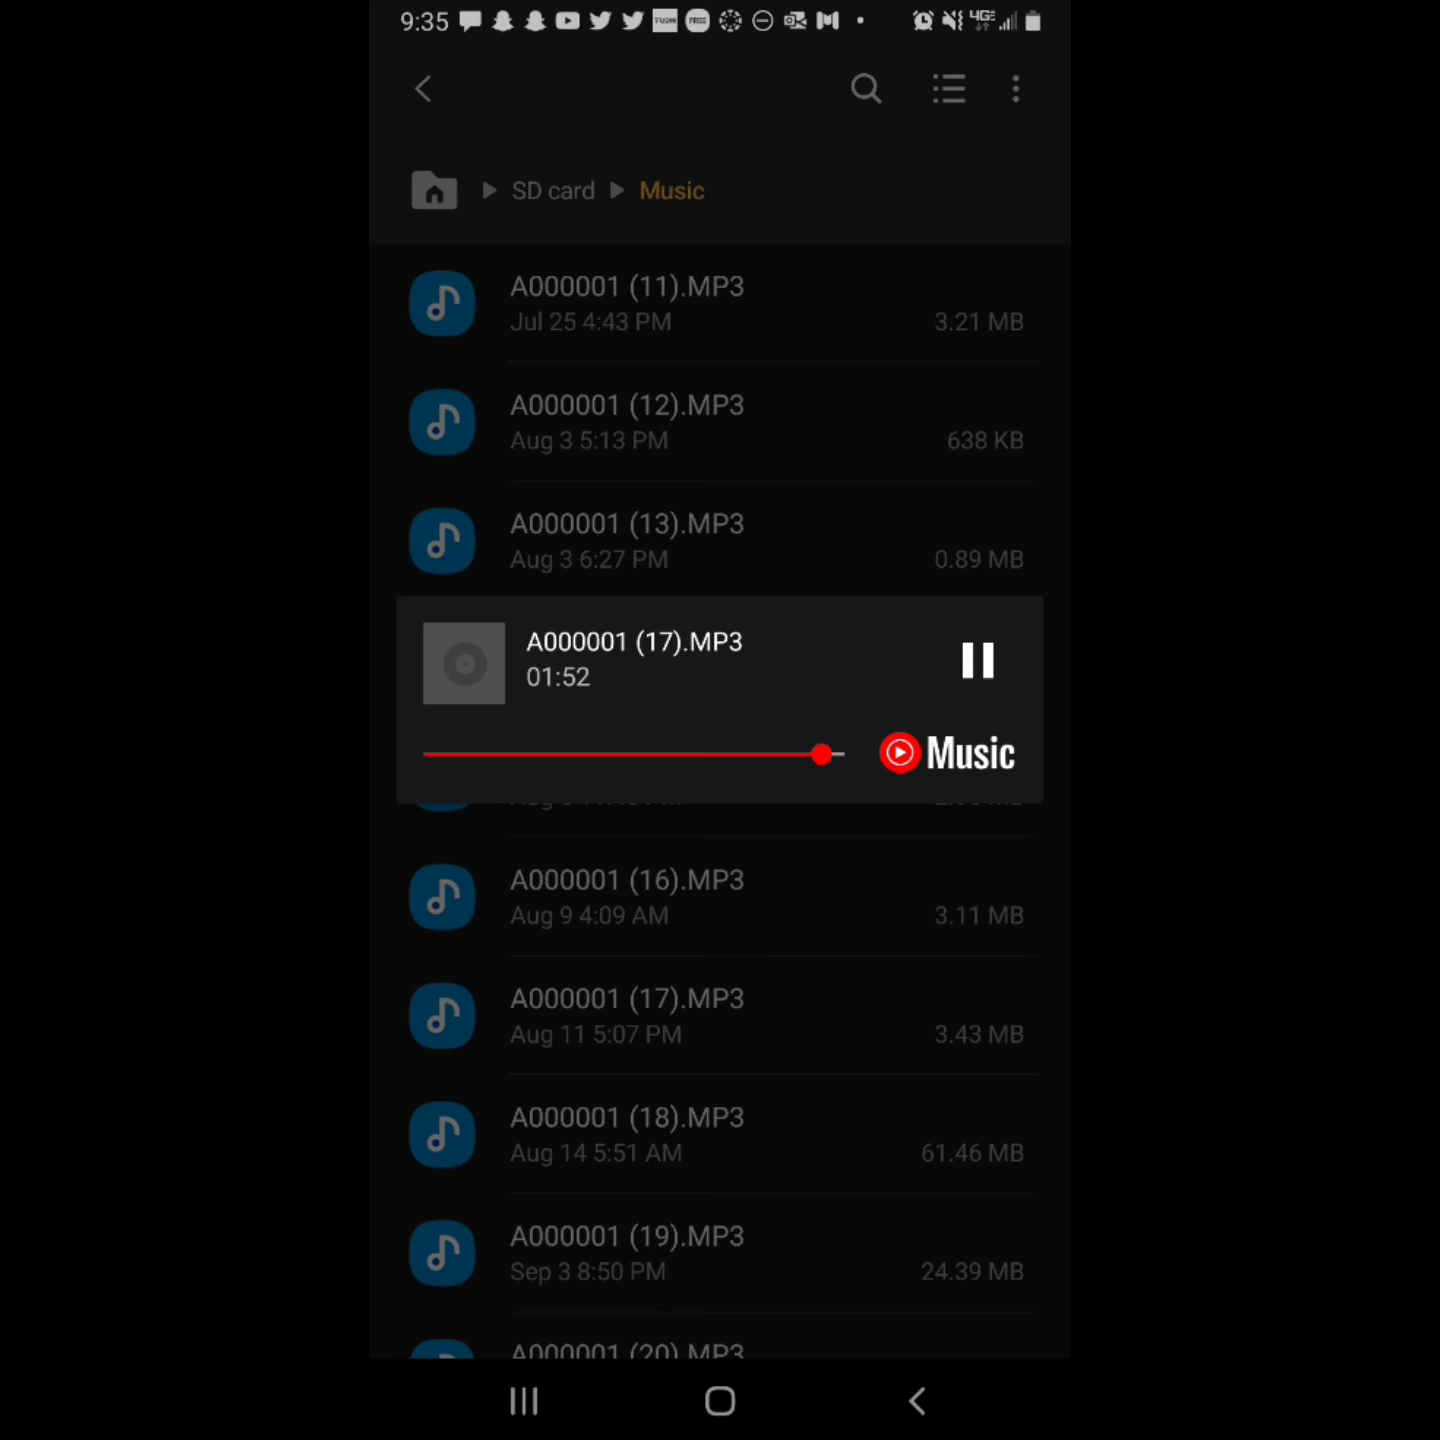 9:35
TUDN FREE 4GE
SD card Music
A000001 (11).MP3
Jul 25 4:43 PM 3.21 MB
A000001 (12).MP3
Aug 3 5:13 PM 638 KB
A000001 (13).MP3
Aug 3 6:27 PM 0.89 MB
A000001 (17).MP3
01:52
Music
A000001 (16).MP3
Aug 9 4:09 AM 3.11 MB
A000001 (17).MP3
Aug 11 5:07 PM 3.43 MB
A000001 (18).MP3
Aug 14 5:51 AM 61.46 MB
A000001 (19).MP3
Sep 3 8:50 PM 24.39 MB
A000001 (20).MP3